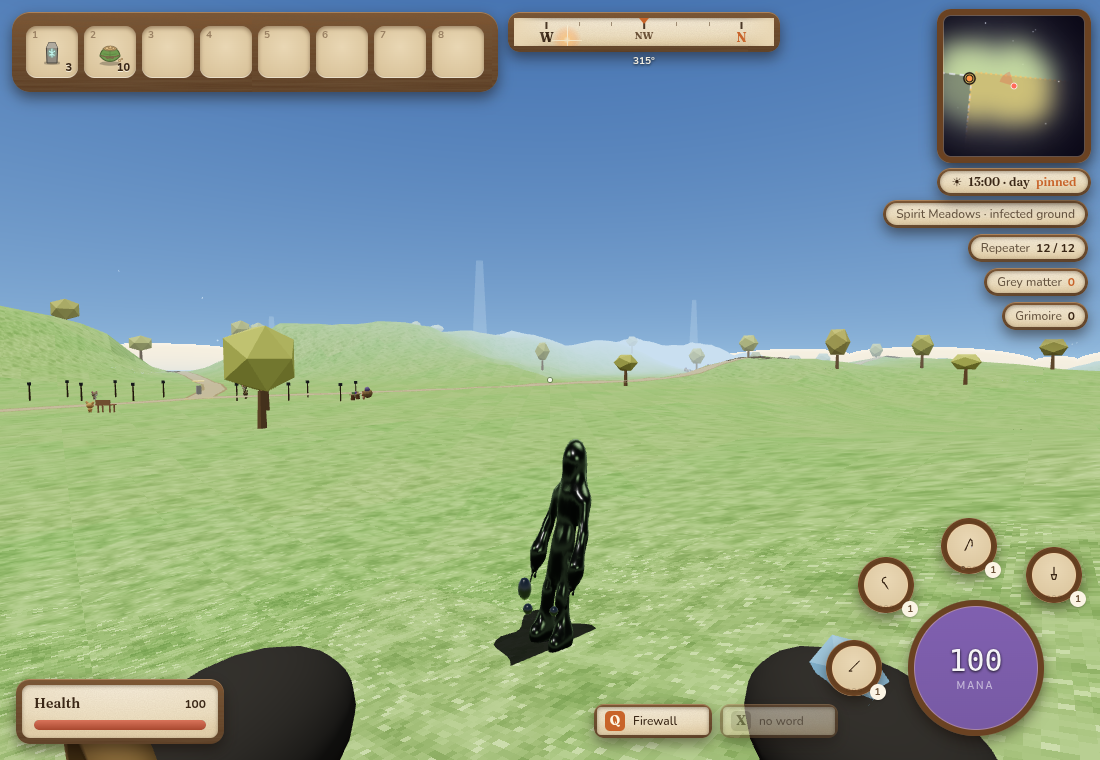 1
3
2
10
3
4
5
6
7
8
W
NW
N
315°
13:00 · day pinned
Spirit Meadows · infected ground
Repeater 12 / 12
Grey matter 0
Grimoire 0
1
1
1
1
100
MANA
Health 100
Q Firewall
X no word